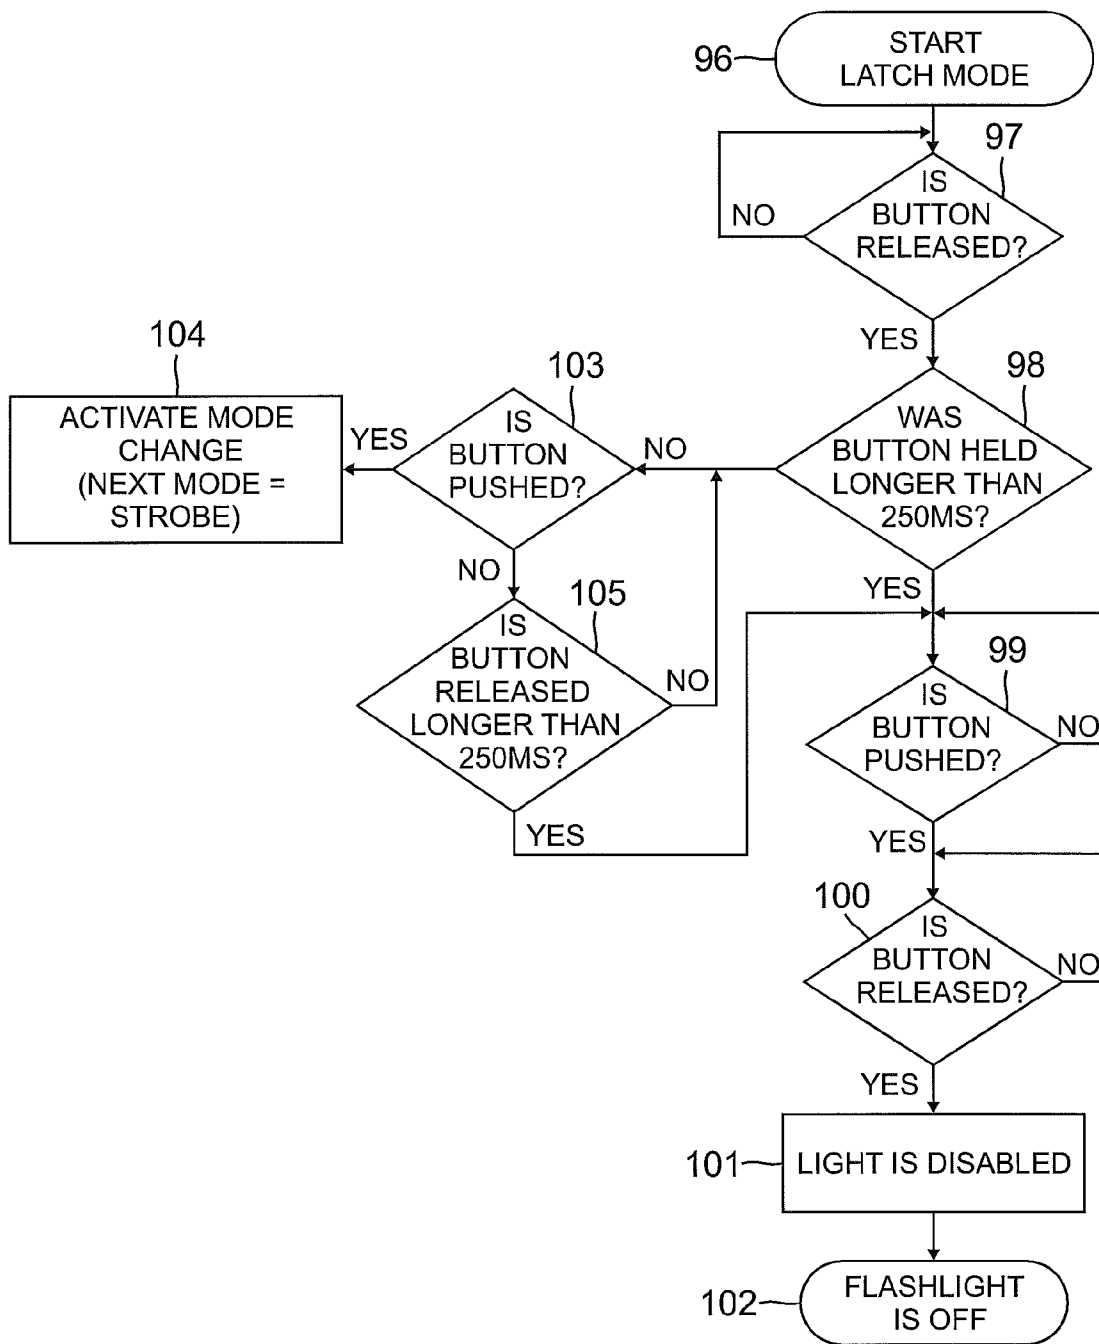 START
LATCH MODE
96
97
IS
BUTTON
RELEASED?
NO
YES
98
WAS
BUTTON HELD
LONGER THAN
250MS?
NO
YES
103
IS
BUTTON
PUSHED?
YES
NO
104
ACTIVATE MODE
CHANGE
(NEXT MODE =
STROBE)
105
IS
BUTTON
RELEASED
LONGER THAN
250MS?
NO
YES
99
IS
BUTTON
PUSHED?
NO
YES
100
IS
BUTTON
RELEASED?
NO
YES
101
LIGHT IS DISABLED
102
FLASHLIGHT
IS OFF